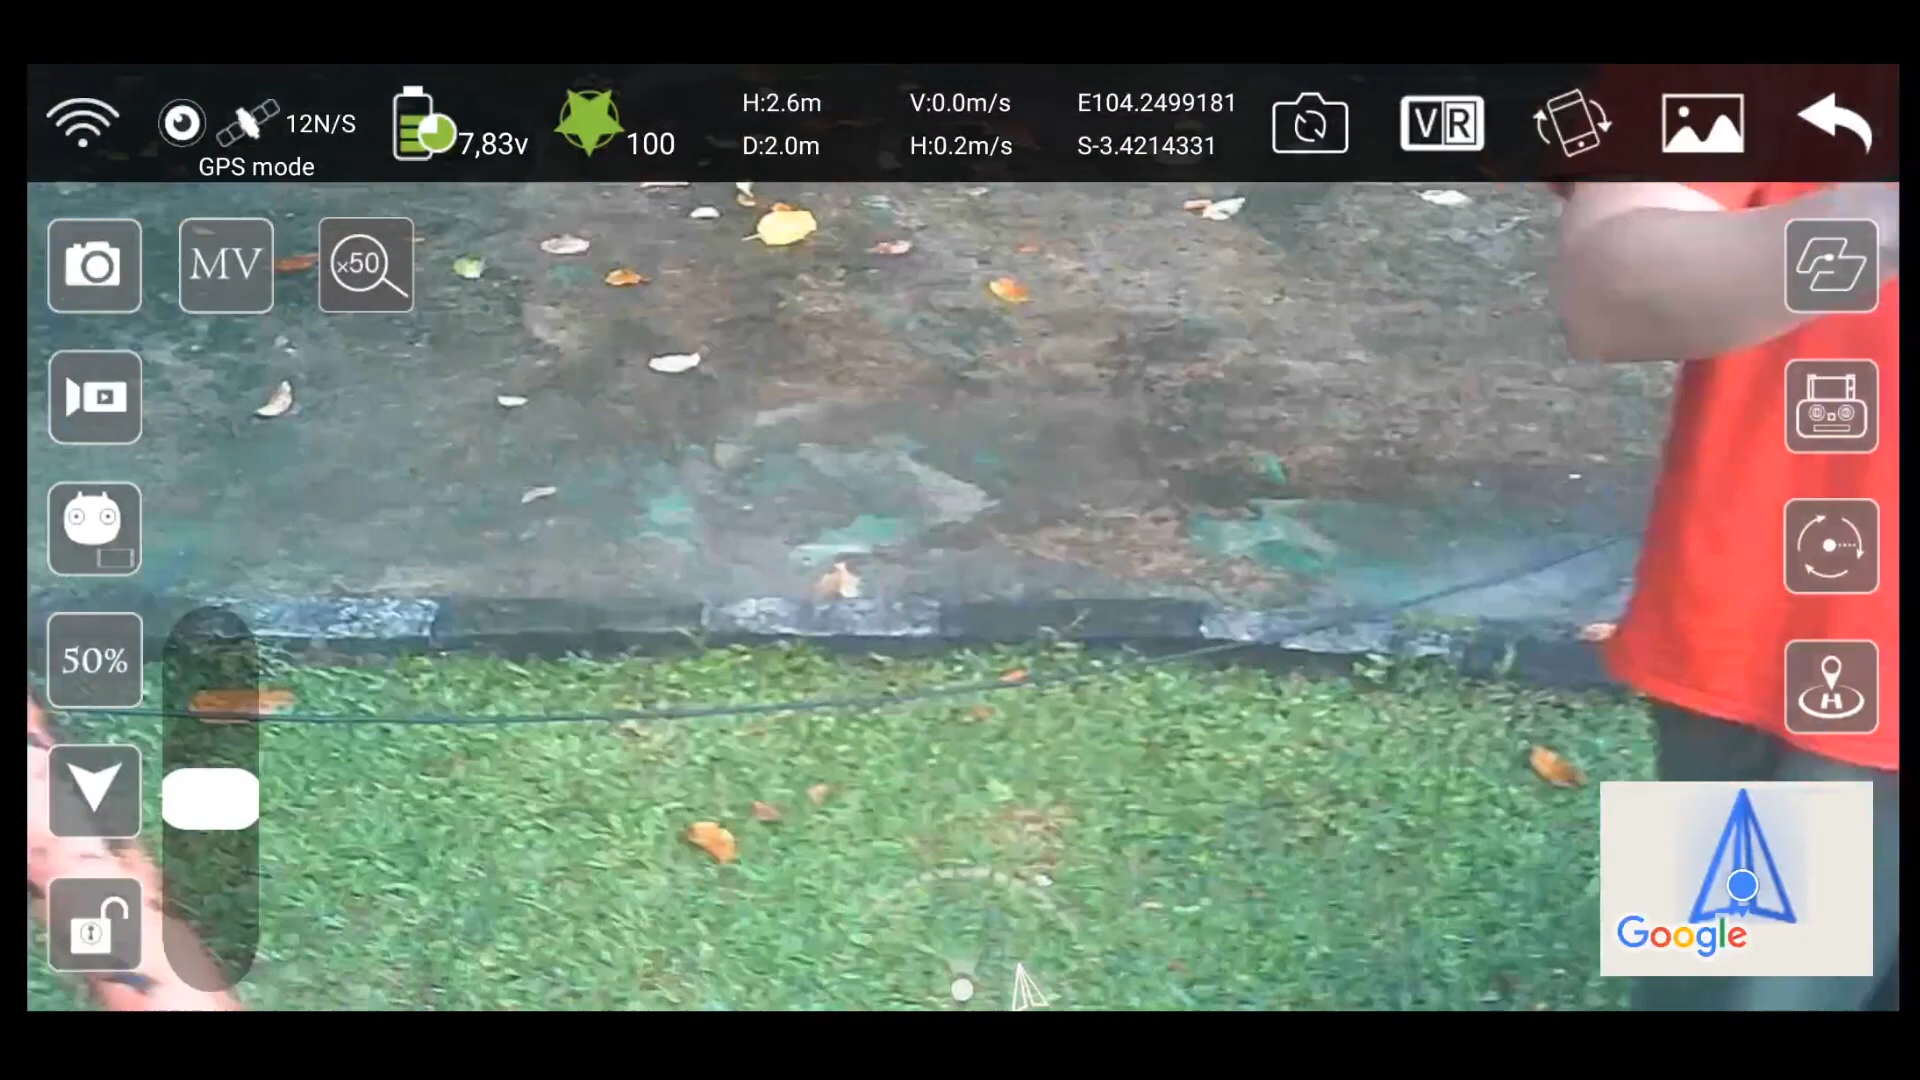 12N/S
GPS mode
7,83v
100
H:2.6m
D:2.0m
V:0.0m/s
H:0.2m/s
E104.2499181
S-3.4214331
VR
MV
×50
50%
H
Google